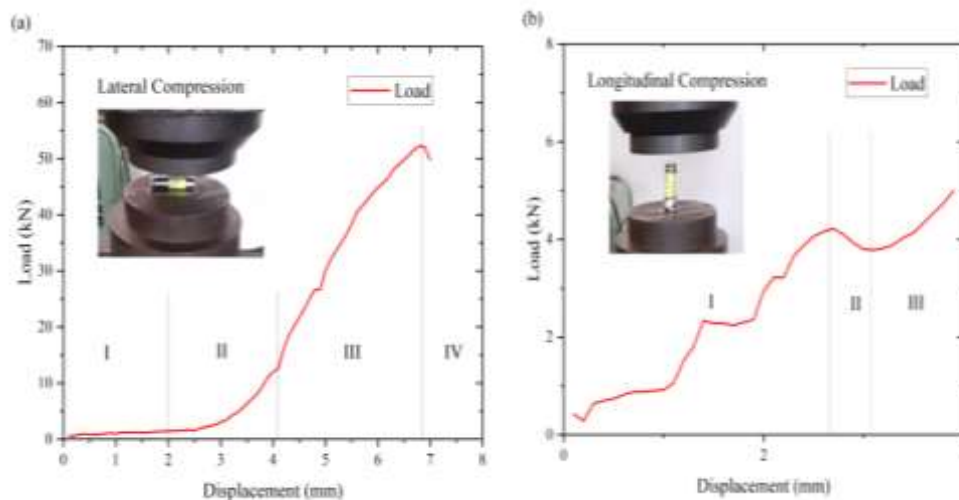 (a)
70
60
50
40
30
20
10
0
Load (kN)
Lateral Compression
Load
I
II
III
IV
0 1 2 3 4 5 6 7 8
Displacement (mm)
(b)
8
6
4
2
0
Load (kN)
Longitudinal Compression
Load
I
II
III
0 2
Displacement (mm)